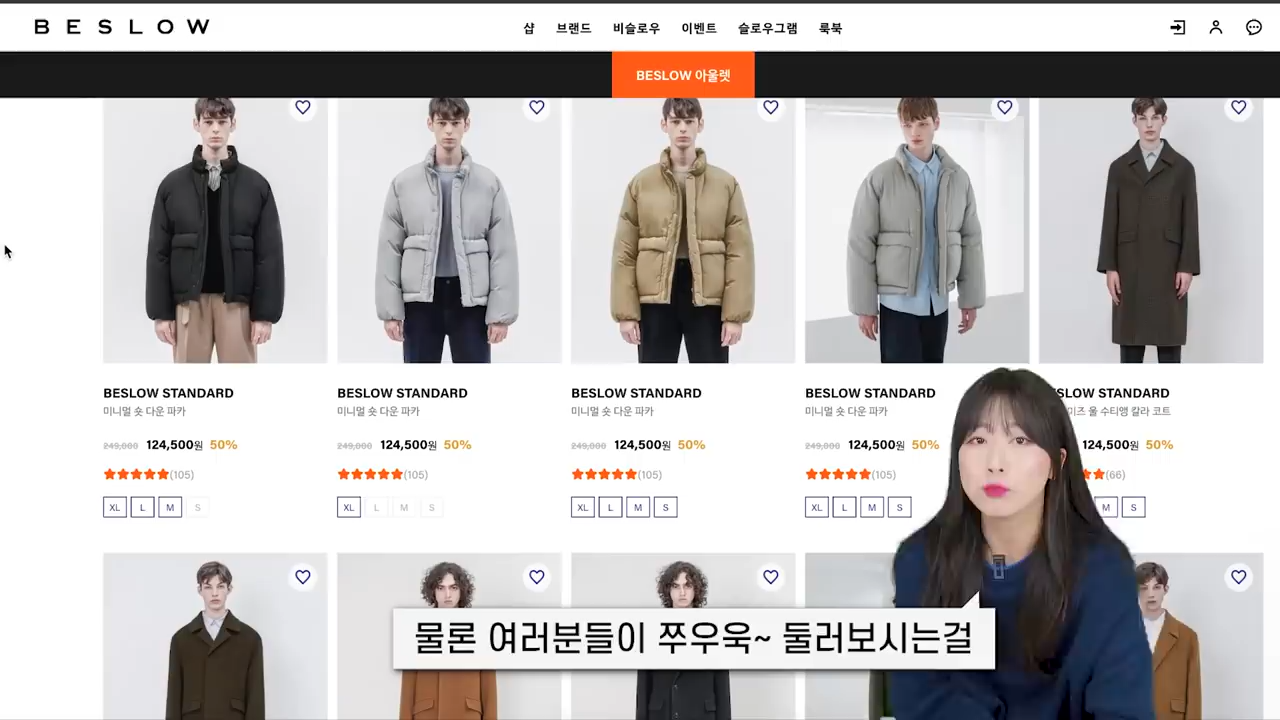 BESLOW
샵 브랜드 비슬로우 이벤트 슬로우그램 룩북
BESLOW 아울렛
BESLOW STANDARD
미니멀 숏 다운 파카
249,000 124,500원 50%
(105)
XL L M S
BESLOW STANDARD
미니멀 숏 다운 파카
249,000 124,500원 50%
(105)
XL L M S
BESLOW STANDARD
미니멀 숏 다운 파카
249,000 124,500원 50%
(105)
XL L M S
BESLOW STANDARD
미니멀 숏 다운 파카
249,000 124,500원 50%
(105)
XL L M S
STANDARD
울 수티앵 칼라 코트
124,500원 50%
(66)
M S
물론 여러분들이 쭈우욱~ 둘러보시는걸